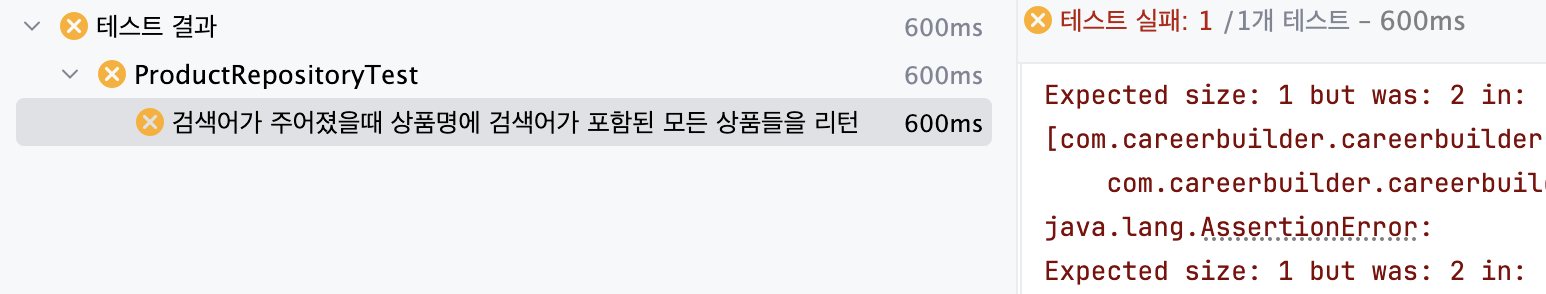 테스트 결과 600ms
ProductRepositoryTest 600ms
검색어가 주어졌을때 상품명에 검색어가 포함된 모든 상품들을 리턴 600ms
테스트 실패: 1 /1개 테스트 – 600ms
Expected size: 1 but was: 2 in:
[com.careerbuilder.careerbuilder
com.careerbuilder.careerbuil
java.lang.AssertionError:
Expected size: 1 but was: 2 in: